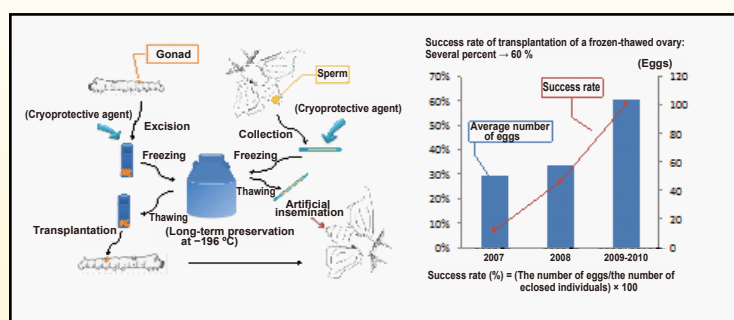 Gonad
Sperm
(Cryoprotective agent)
Excision
Collection
(Cryoprotective agent)
Freezing
Freezing
Thawing
Thawing
Artificial
insemination
(Long-term preservation
at −196 ºC)
Transplantation
Success rate of transplantation of a frozen-thawed ovary:
Several percent → 60 %
(Eggs)
70%
60%
50%
40%
30%
20%
10%
0%
120
100
80
60
40
20
0
Success rate
Average number
of eggs
2007
2008
2009-2010
Success rate (%) = (The number of eggs/the number of
eclosed individuals) × 100